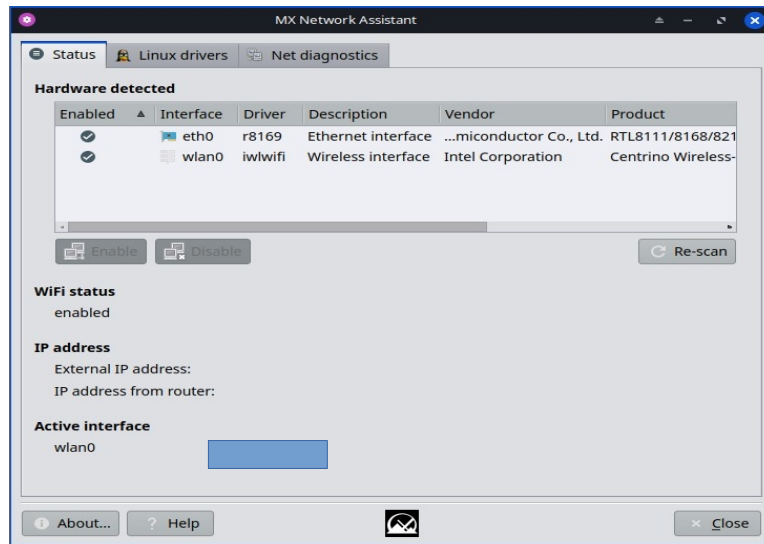 MX Network Assistant
Status Linux drivers Net diagnostics
Hardware detected
Enabled Interface Driver Description Vendor Product
eth0 r8169 Ethernet interface ...miconductor Co., Ltd. RTL8111/8168/821
wlan0 iwlwifi Wireless interface Intel Corporation Centrino Wireless-
Enable Disable Re-scan
WiFi status
enabled
IP address
External IP address:
IP address from router:
Active interface
wlan0
About... ? Help Close